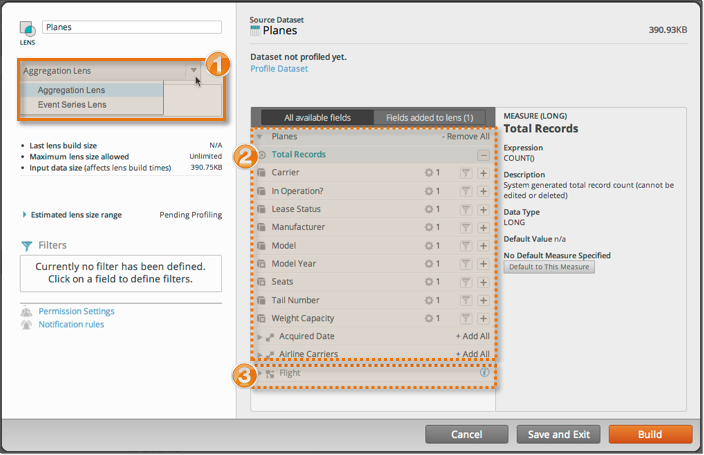 LENS
Planes
1
Aggregation Lens
Aggregation Lens
Event Series Lens
• Last lens build size N/A
• Maximum lens size allowed Unlimited
• Input data size (affects lens build times) 390.75KB
Estimated lens size range Pending Profiling
Filters
Currently no filter has been defined.
Click on a field to define filters.
Permission Settings
Notification rules
Source Dataset
Planes 390.93KB
Dataset not profiled yet.
Profile Dataset
All available fields Fields added to lens (1)
Planes - Remove All
2
Total Records −
Carrier 1 +
In Operation? 1 +
Lease Status 1 +
Manufacturer 1 +
Model 1 +
Model Year 1 +
Seats 1 +
Tail Number 1 +
Weight Capacity 1 +
Acquired Date + Add All
Airline Carriers + Add All
3
Flight i
MEASURE (LONG)
Total Records
Expression
COUNT()
Description
System generated total record count (cannot be
edited or deleted)
Data Type
LONG
Default Value n/a
No Default Measure Specified
Default to This Measure
Cancel Save and Exit Build